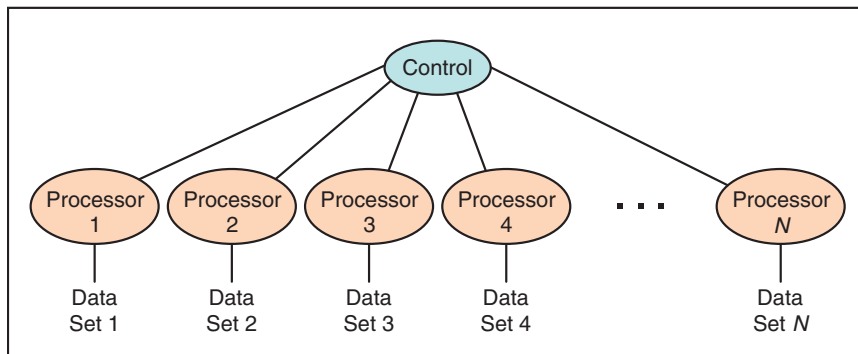 Control
Processor
1
Processor
2
Processor
3
Processor
4
. . .
Processor
N
Data
Set 1
Data
Set 2
Data
Set 3
Data
Set 4
Data
Set N